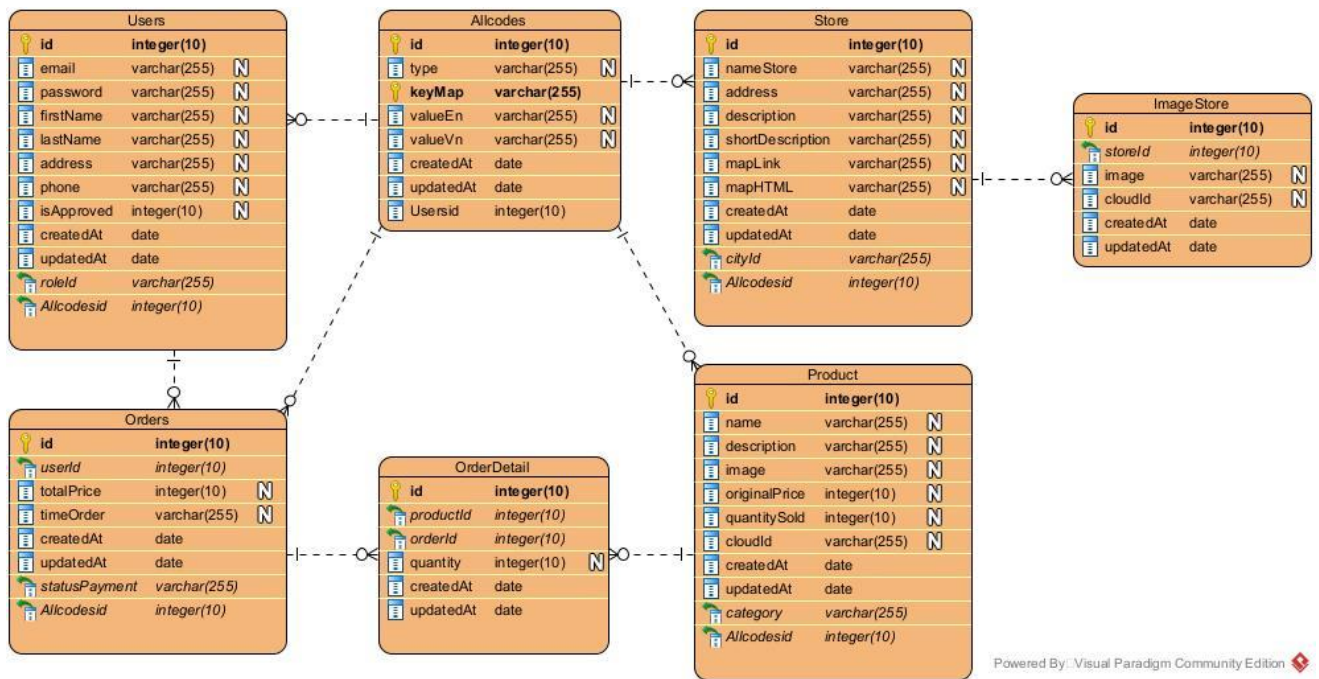 Users
id integer(10)
email varchar(255) N
password varchar(255) N
firstName varchar(255) N
lastName varchar(255) N
address varchar(255) N
phone varchar(255) N
isApproved integer(10) N
createdAt date
updatedAt date
roleId varchar(255)
Allcodesid integer(10)
Allcodes
id integer(10)
type varchar(255) N
keyMap varchar(255)
valueEn varchar(255) N
valueVn varchar(255) N
createdAt date
updatedAt date
Usersid integer(10)
Store
id integer(10)
nameStore varchar(255) N
address varchar(255) N
description varchar(255) N
shortDescription varchar(255) N
mapLink varchar(255) N
mapHTML varchar(255) N
createdAt date
updatedAt date
cityId varchar(255)
Allcodesid integer(10)
ImageStore
id integer(10)
storeId integer(10)
image varchar(255) N
cloudId varchar(255) N
createdAt date
updatedAt date
Orders
id integer(10)
userId integer(10)
totalPrice integer(10) N
timeOrder varchar(255) N
createdAt date
updatedAt date
statusPayment varchar(255)
Allcodesid integer(10)
OrderDetail
id integer(10)
productId integer(10)
orderId integer(10)
quantity integer(10) N
createdAt date
updatedAt date
Product
id integer(10)
name varchar(255) N
description varchar(255) N
image varchar(255) N
originalPrice integer(10) N
quantitySold integer(10) N
cloudId varchar(255) N
createdAt date
updatedAt date
category varchar(255)
Allcodesid integer(10)
Powered By: Visual Paradigm Community Edition